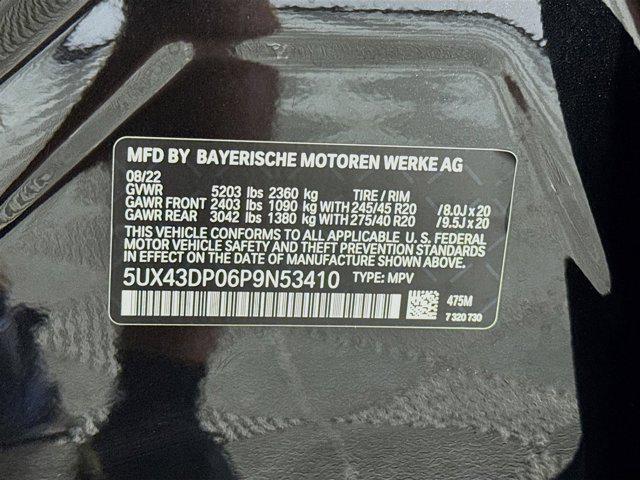 MFD BY BAYERISCHE MOTOREN WERKE AG
08/22
GVWR 5203 lbs 2360 kg TIRE / RIM
GAWR FRONT 2403 lbs 1090 kg WITH 245/45 R20 /8.0J x 20
GAWR REAR 3042 lbs 1380 kg WITH 275/40 R20 /9.5J x 20
THIS VEHICLE CONFORMS TO ALL APPLICABLE U. S. FEDERAL
MOTOR VEHICLE SAFETY, AND THEFT PREVENTION STANDARDS
IN EFFECT ON THE DATE OF MANUFACTURE SHOWN ABOVE.
5UX43DP06P9N53410 TYPE: MPV
475M
7 320 730